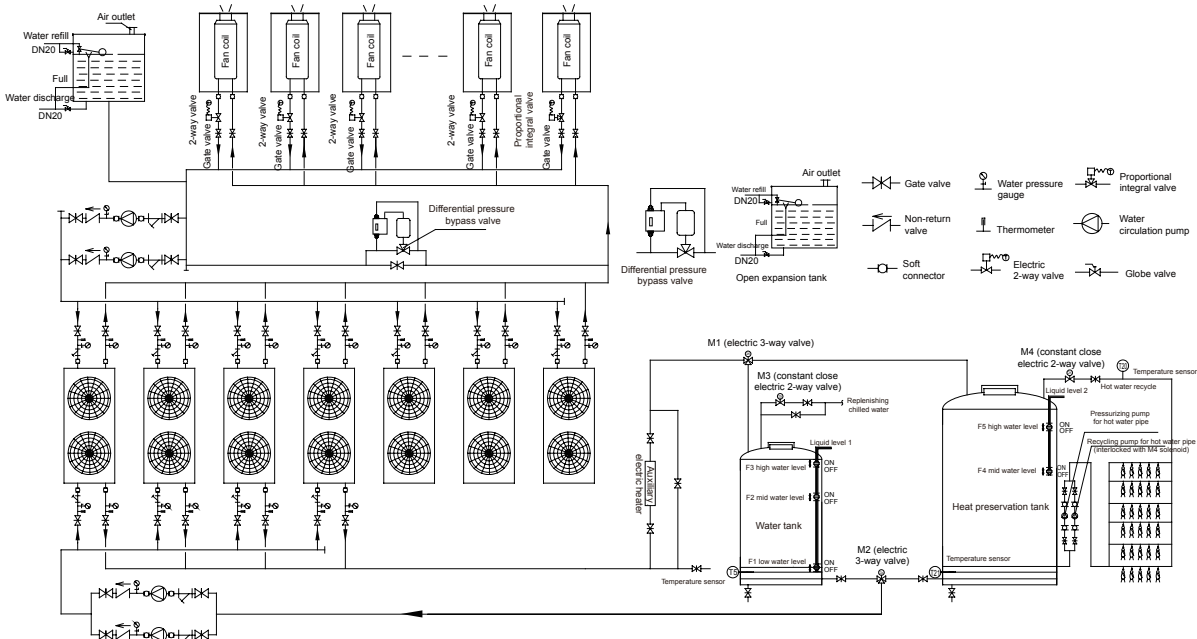 Air outlet
Water refill
DN20
Full
Water discharge
DN20
Fan coil
Fan coil
Fan coil
Fan coil
Fan coil
2-way valve
Gate valve
2-way valve
Gate valve
2-way valve
Gate valve
2-way valve
Gate valve
Proportional
integral valve
Gate valve
Differential pressure
bypass valve
Differential pressure
bypass valve
Air outlet
Water refill
DN20
Full
Water discharge
DN20
Open expansion tank
Gate valve
Water pressure
gauge
Proportional
integral valve
Non-return
valve
Thermometer
Water
circulation pump
Soft
connector
Electric
2-way valve
Globe valve
M1 (electric 3-way valve)
M3 (constant close
electric 2-way valve)
Replenishing
chilled water
Liquid level 1
F3 high water level
ON
OFF
F2 mid water level
ON
OFF
Water tank
F1 low water level
ON
OFF
T5
Temperature sensor
Auxiliary
electric heater
M2 (electric
3-way valve)
M4 (constant close
electric 2-way valve)
T20
Temperature sensor
Hot water recycle
Liquid level 2
Pressurizing pump
for hot water pipe
F5 high water level
ON
OFF
Recycling pump for hot water pipe
(interlocked with M4 solenoid)
F4 mid water level
ON
OFF
Heat preservation tank
Temperature sensor
T21